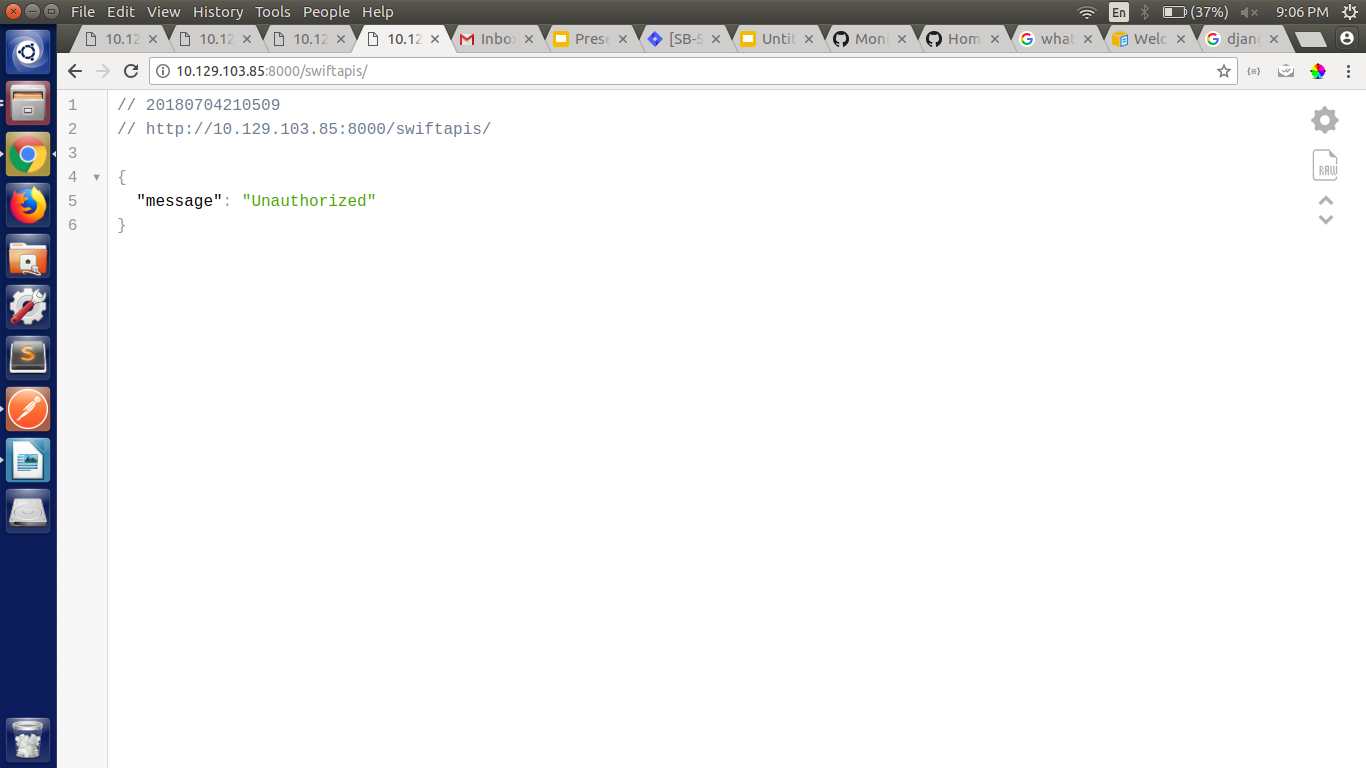 File Edit View History Tools People Help
En (37%) 9:06 PM
10.12 10.12 10.12 10.12 Inbo Prese [SB-5 Untit Moni Hom what Welc djan
10.129.103.85:8000/swiftapis/
1 // 20180704210509
2 // http://10.129.103.85:8000/swiftapis/
3
4 {
5 "message": "Unauthorized"
6 }
RAW
S